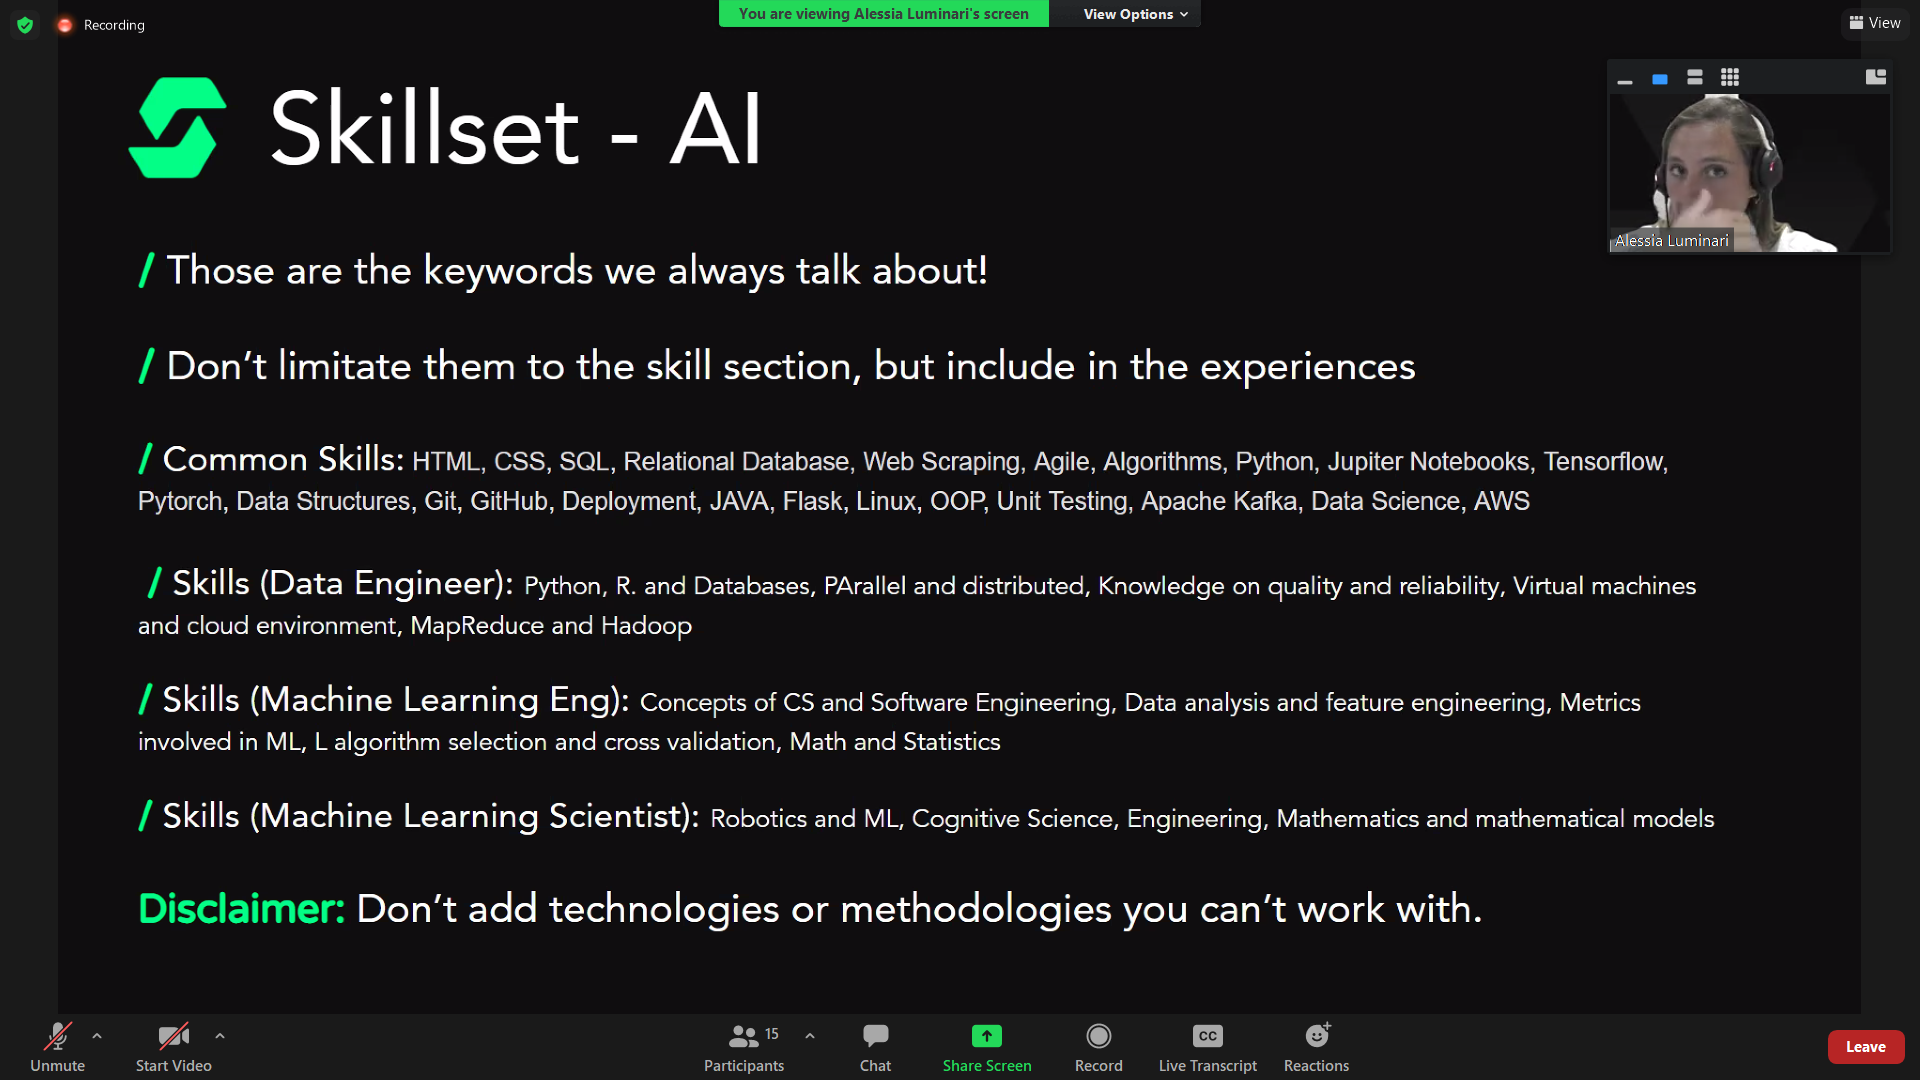 Recording
You are viewing Alessia Luminari's screen
View Options
View
Skillset - AI
Alessia Luminari
/ Those are the keywords we always talk about!
/ Don’t limitate them to the skill section, but include in the experiences
/ Common Skills: HTML, CSS, SQL, Relational Database, Web Scraping, Agile, Algorithms, Python, Jupiter Notebooks, Tensorflow,
Pytorch, Data Structures, Git, GitHub, Deployment, JAVA, Flask, Linux, OOP, Unit Testing, Apache Kafka, Data Science, AWS
/ Skills (Data Engineer): Python, R. and Databases, PArallel and distributed, Knowledge on quality and reliability, Virtual machines
and cloud environment, MapReduce and Hadoop
/ Skills (Machine Learning Eng): Concepts of CS and Software Engineering, Data analysis and feature engineering, Metrics
involved in ML, L algorithm selection and cross validation, Math and Statistics
/ Skills (Machine Learning Scientist): Robotics and ML, Cognitive Science, Engineering, Mathematics and mathematical models
Disclaimer: Don’t add technologies or methodologies you can’t work with.
Unmute
Start Video
15
Participants
Chat
Share Screen
Record
CC
Live Transcript
Reactions
Leave